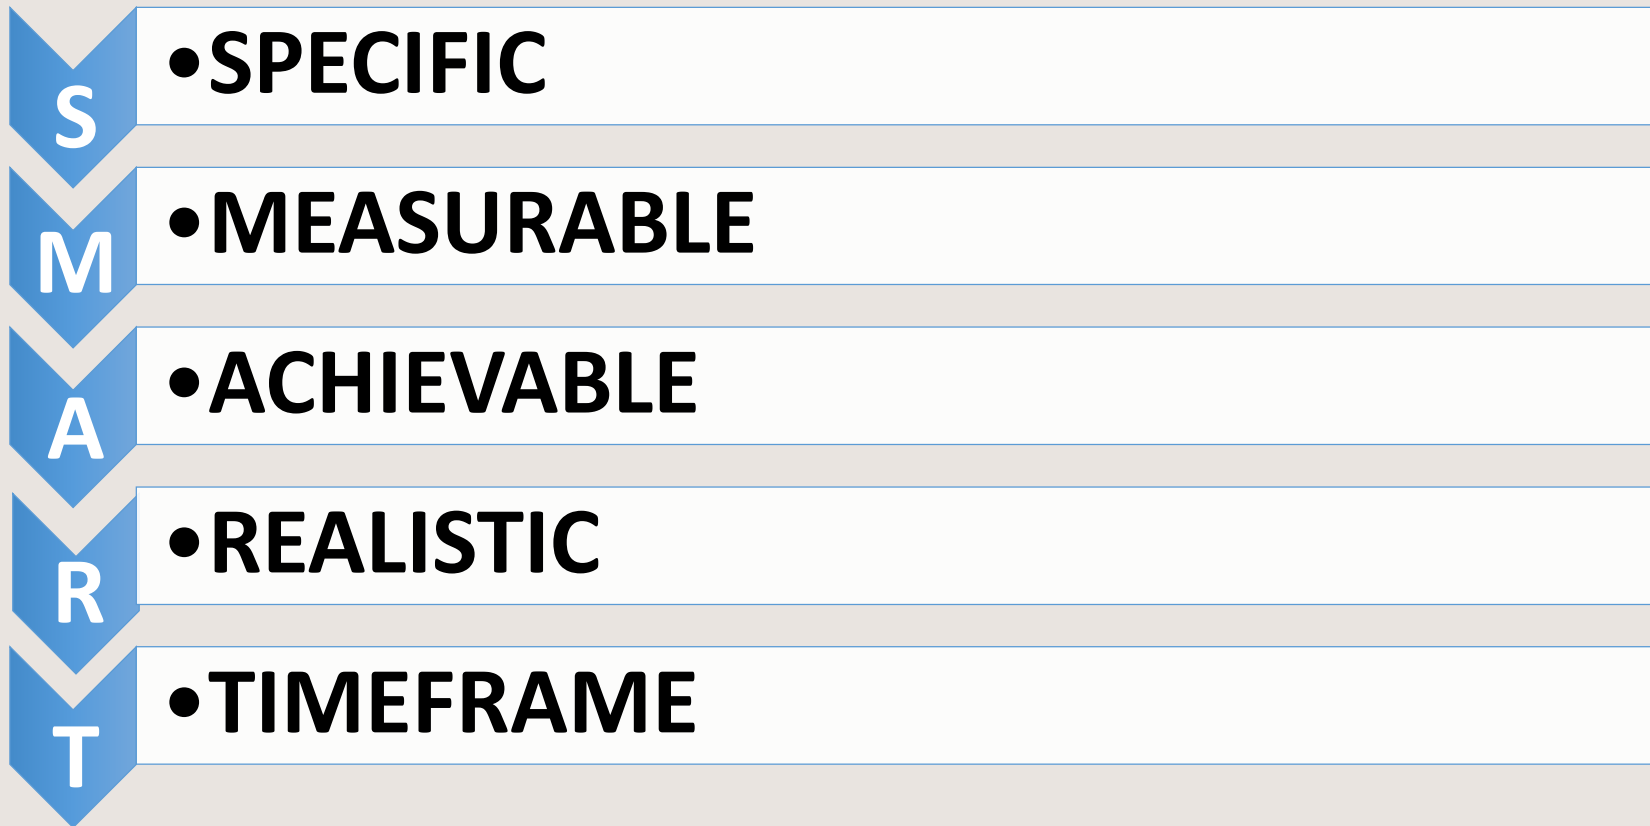 S
•SPECIFIC
M
•MEASURABLE
A
•ACHIEVABLE
R
•REALISTIC
T
•TIMEFRAME